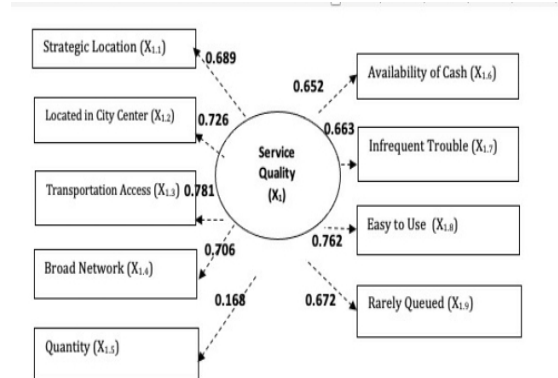 Strategic Location (X₁.₁)
0.689
Located in City Center (X₁.₂)
0.726
Transportation Access (X₁.₃)
0.781
Broad Network (X₁.₄)
0,706
Quantity (X₁.₅)
0.168
Service
Quality
(X₁)
0.652
Availability of Cash (X₁.₆)
0.663
Infrequent Trouble (X₁.₇)
0.762
Easy to Use (X₁.₈)
0.672
Rarely Queued (X₁.₉)